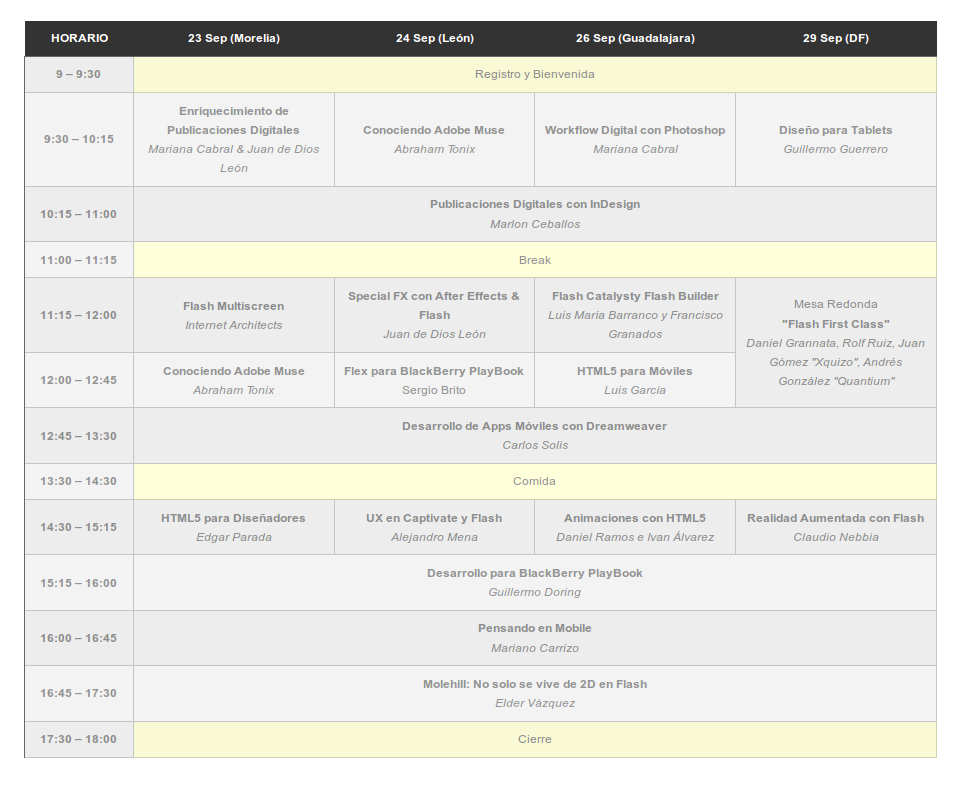 HORARIO 23 Sep (Morelia) 24 Sep (León) 26 Sep (Guadalajara) 29 Sep (DF)
9 – 9:30
Registro y Bienvenida
9:30 – 10:15
Enriquecimiento de
Publicaciones Digitales
Mariana Cabral & Juan de Dios
León
Conociendo Adobe Muse
Abraham Tonix
Workflow Digital con Photoshop
Mariana Cabral
Diseño para Tablets
Guillermo Guerrero
10:15 – 11:00
Publicaciones Digitales con InDesign
Marlon Ceballos
11:00 – 11:15
Break
11:15 – 12:00
Flash Multiscreen
Internet Architects
Special FX con After Effects &
Flash
Juan de Dios León
Flash Catalysty Flash Builder
Luis Maria Barranco y Francisco
Granados
Mesa Redonda
"Flash First Class"
Daniel Grannata, Rolf Ruiz, Juan
Gómez "Xquizo", Andrés
González "Quantium"
12:00 – 12:45
Conociendo Adobe Muse
Abraham Tonix
Flex para BlackBerry PlayBook
Sergio Brito
HTML5 para Móviles
Luis García
12:45 – 13:30
Desarrollo de Apps Móviles con Dreamweaver
Carlos Solis
13:30 – 14:30
Comida
14:30 – 15:15
HTML5 para Diseñadores
Edgar Parada
UX en Captivate y Flash
Alejandro Mena
Animaciones con HTML5
Daniel Ramos e Ivan Álvarez
Realidad Aumentada con Flash
Claudio Nebbia
15:15 – 16:00
Desarrollo para BlackBerry PlayBook
Guillermo Doring
16:00 – 16:45
Pensando en Mobile
Mariano Carrizo
16:45 – 17:30
Molehill: No solo se vive de 2D en Flash
Elder Vázquez
17:30 – 18:00
Cierre